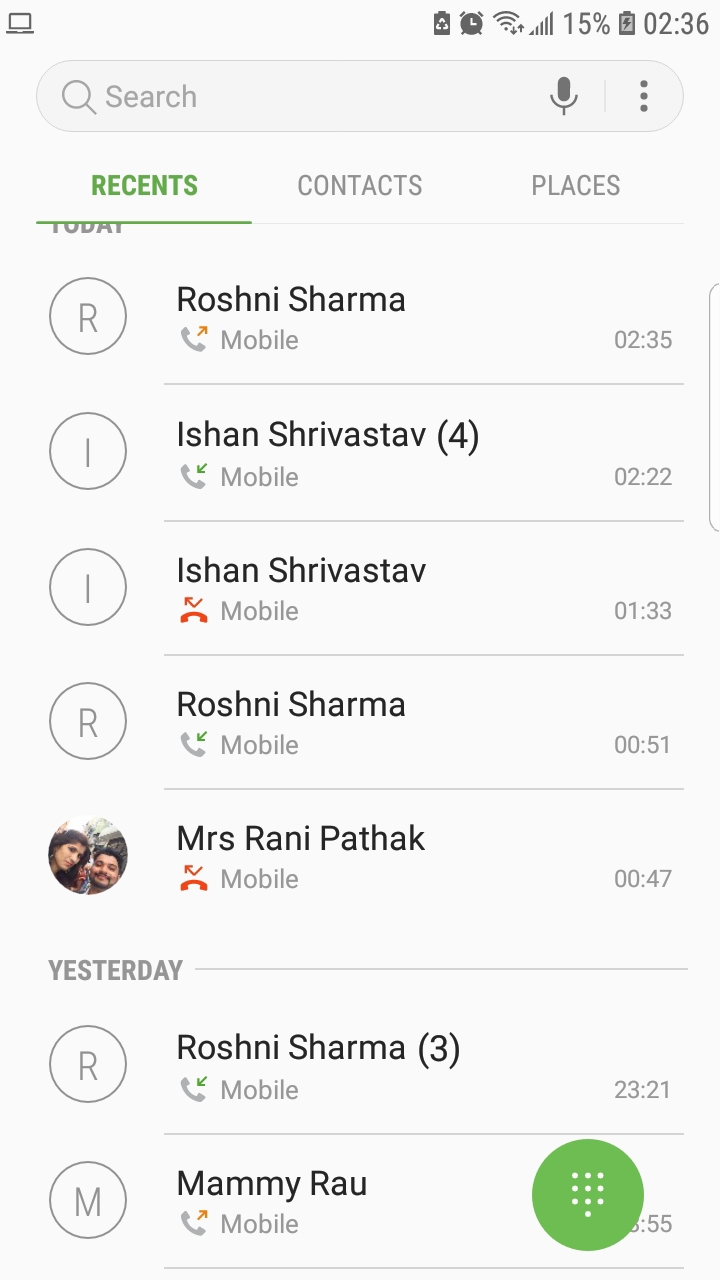 15% 02:36
Search
RECENTS CONTACTS PLACES
TODAY
R Roshni Sharma
Mobile 02:35
I Ishan Shrivastav (4)
Mobile 02:22
I Ishan Shrivastav
Mobile 01:33
R Roshni Sharma
Mobile 00:51
Mrs Rani Pathak
Mobile 00:47
YESTERDAY
R Roshni Sharma (3)
Mobile 23:21
M Mammy Rau
Mobile :55